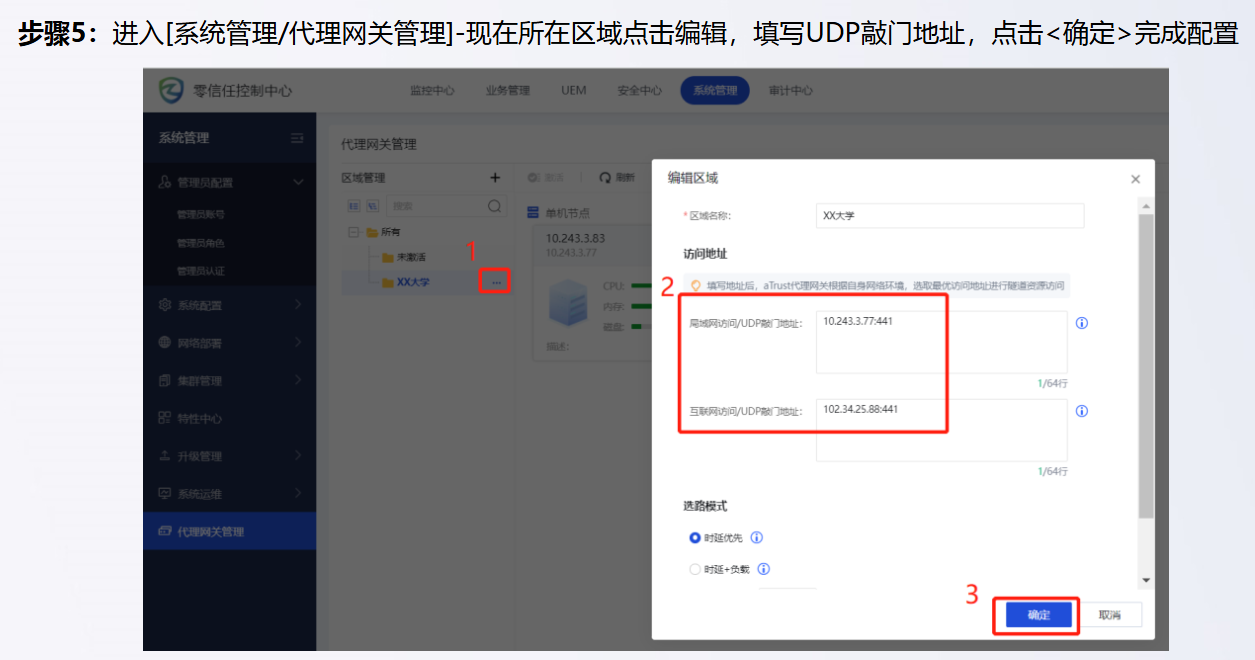 步骤5：进入[系统管理/代理网关管理]-现在所在区域点击编辑，填写UDP敲门地址，点击<确定>完成配置
零信任控制中心
监控中心 业务管理 UEM 安全中心 系统管理 审计中心
系统管理
管理员配置
管理员账号
管理员角色
管理员认证
系统配置
网络部署
集群管理
特性中心
升级管理
系统运维
代理网关管理
代理网关管理
区域管理 +
搜索
所有
未激活
1
XX大学 ...
激活 刷新
单机节点
10.243.3.83
10.243.3.77
CPU:
内存:
磁盘:
描述:
编辑区域
* 区域名称: XX大学
访问地址
2
填写地址后，aTrust代理网关根据自身网络环境，选取最优访问地址进行隧道资源访问
局域网访问/UDP敲门地址: 10.243.3.77:441
1/64行
互联网访问/UDP敲门地址: 102.34.25.88:441
1/64行
选路模式
时延优先
时延+负载
3
确定 取消